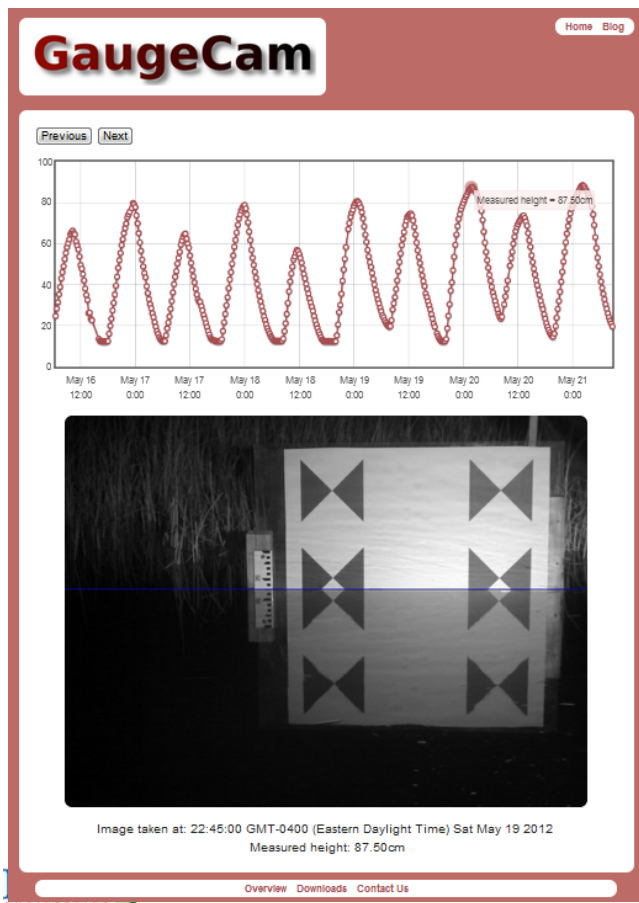 GaugeCam
Home Blog
Previous Next
100
80
60
40
20
0
Measured height = 87.50cm
May 16 May 17 May 17 May 18 May 18 May 19 May 19 May 20 May 20 May 21
12:00 0:00 12:00 0:00 12:00 0:00 12:00 0:00 12:00 0:00
Image taken at: 22:45:00 GMT-0400 (Eastern Daylight Time) Sat May 19 2012
Measured height: 87.50cm
Overview Downloads Contact Us